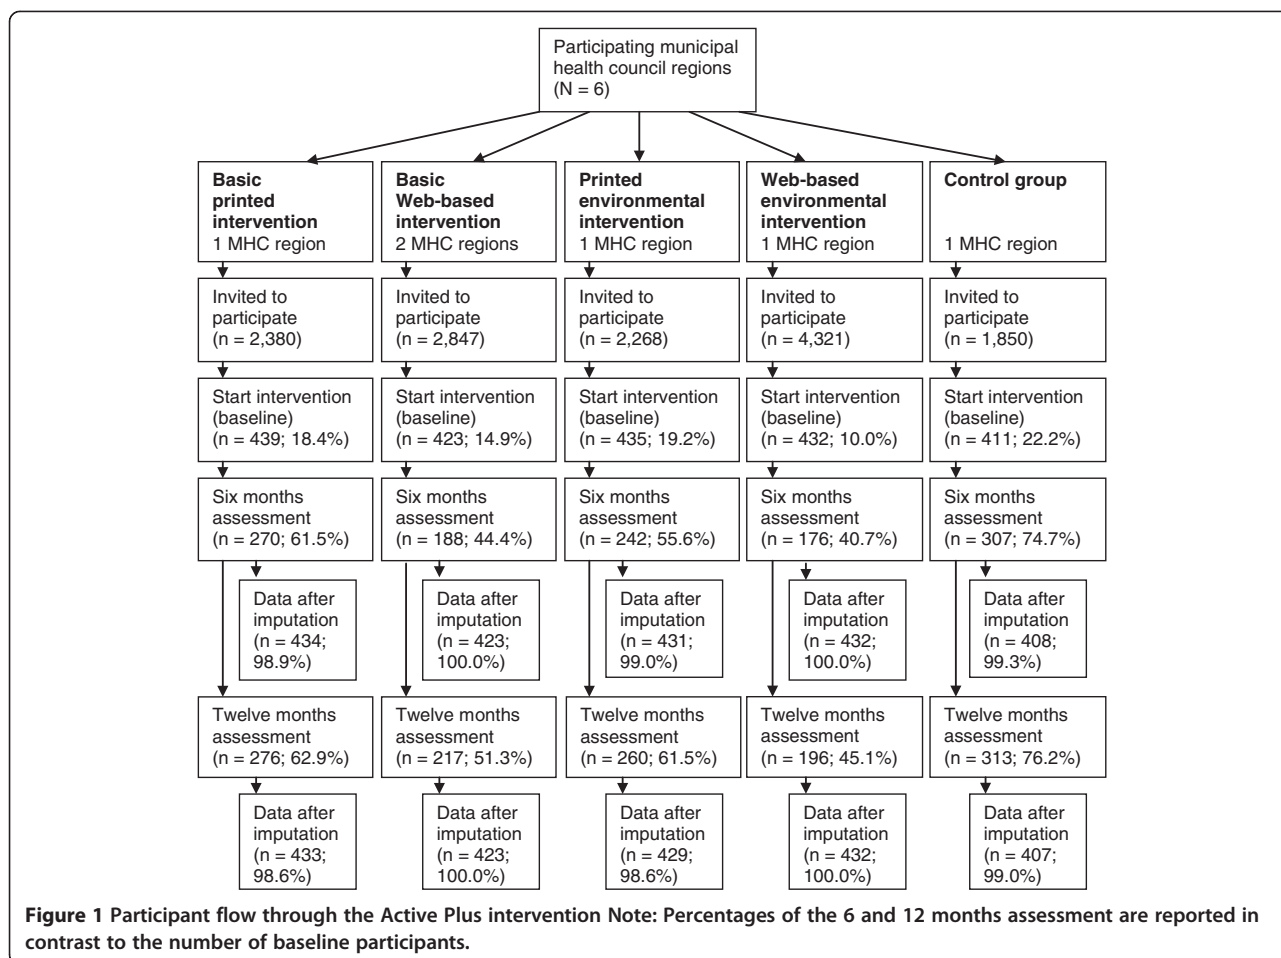 Participating municipal
health council regions
(N = 6)
Basic
printed
intervention
1 MHC region
Basic
Web-based
intervention
2 MHC regions
Printed
environmental
intervention
1 MHC region
Web-based
environmental
intervention
1 MHC region
Control group
1 MHC region
Invited to
participate
(n = 2,380)
Invited to
participate
(n = 2,847)
Invited to
participate
(n = 2,268)
Invited to
participate
(n = 4,321)
Invited to
participate
(n = 1,850)
Start intervention
(baseline)
(n = 439; 18.4%)
Start intervention
(baseline)
(n = 423; 14.9%)
Start intervention
(baseline)
(n = 435; 19.2%)
Start intervention
(baseline)
(n = 432; 10.0%)
Start intervention
(baseline)
(n = 411; 22.2%)
Six months
assessment
(n = 270; 61.5%)
Six months
assessment
(n = 188; 44.4%)
Six months
assessment
(n = 242; 55.6%)
Six months
assessment
(n = 176; 40.7%)
Six months
assessment
(n = 307; 74.7%)
Data after
imputation
(n = 434;
98.9%)
Data after
imputation
(n = 423;
100.0%)
Data after
imputation
(n = 431;
99.0%)
Data after
imputation
(n = 432;
100.0%)
Data after
imputation
(n = 408;
99.3%)
Twelve months
assessment
(n = 276; 62.9%)
Twelve months
assessment
(n = 217; 51.3%)
Twelve months
assessment
(n = 260; 61.5%)
Twelve months
assessment
(n = 196; 45.1%)
Twelve months
assessment
(n = 313; 76.2%)
Data after
imputation
(n = 433;
98.6%)
Data after
imputation
(n = 423;
100.0%)
Data after
imputation
(n = 429;
98.6%)
Data after
imputation
(n = 432;
100.0%)
Data after
imputation
(n = 407;
99.0%)
Figure 1 Participant flow through the Active Plus intervention Note: Percentages of the 6 and 12 months assessment are reported in
contrast to the number of baseline participants.